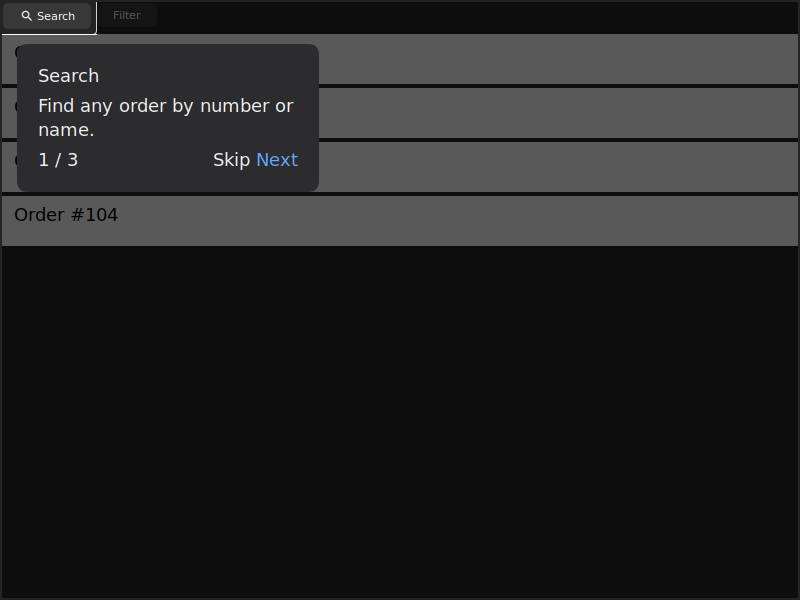 Search
Filter
Search
Find any order by number or
name.
1 / 3
Skip Next
Order #104